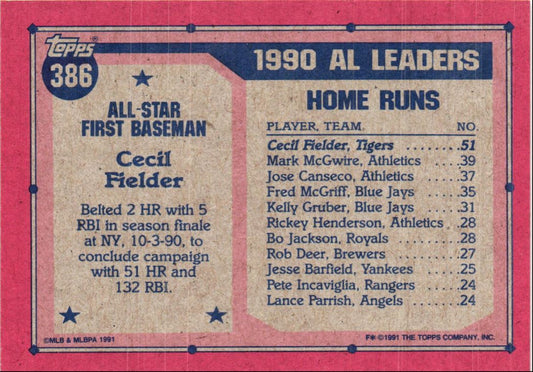 Topps
386
ALL-STAR
FIRST BASEMAN
Cecil
Fielder
Belted 2 HR with 5
RBI in season finale
at NY, 10-3-90, to
conclude campaign
with 51 HR and
132 RBI.
©MLB & MLBPA 1991
1990 AL LEADERS
HOME RUNS
PLAYER, TEAM NO.
Cecil Fielder, Tigers ........51
Mark McGwire, Athletics ....39
Jose Canseco, Athletics .....37
Fred McGriff, Blue Jays .....35
Kelly Gruber, Blue Jays .....31
Rickey Henderson, Athletics . 28
Bo Jackson, Royals ........28
Rob Deer, Brewers ........27
Jesse Barfield, Yankees .....25
Pete Incaviglia, Rangers ....24
Lance Parrish, Angels ......24
F* ©1991 THE TOPPS COMPANY, INC.